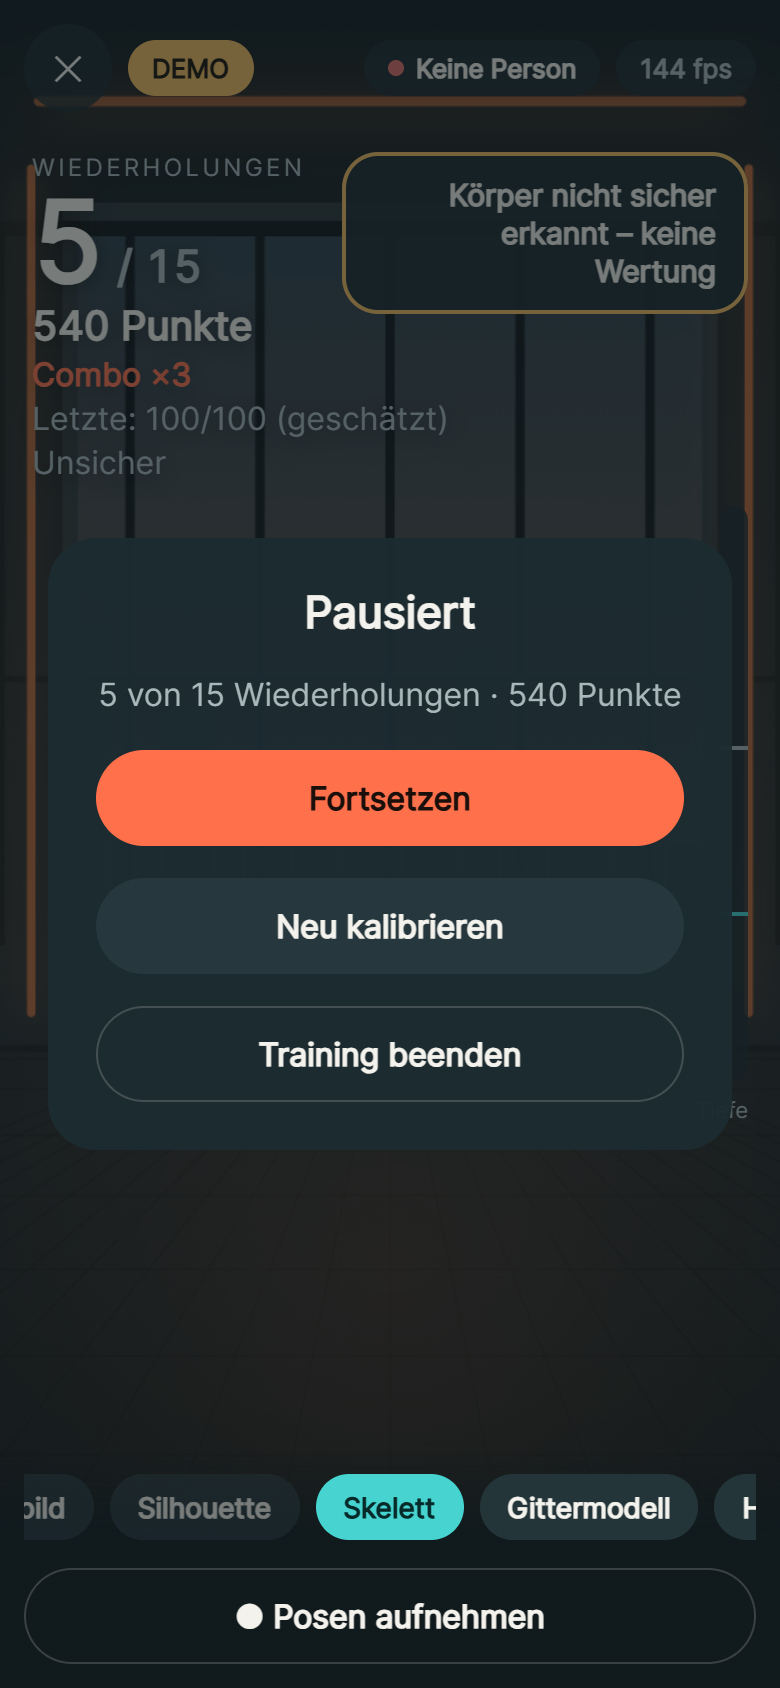 DEMO
Keine Person
144 fps
WIEDERHOLUNGEN
5 / 15
540 Punkte
Combo ×3
Letzte: 100/100 (geschätzt)
Unsicher
Körper nicht sicher
erkannt – keine
Wertung
Pausiert
5 von 15 Wiederholungen · 540 Punkte
Fortsetzen
Neu kalibrieren
Training beenden
Tiefe
bild
Silhouette
Skelett
Gittermodell
Posen aufnehmen